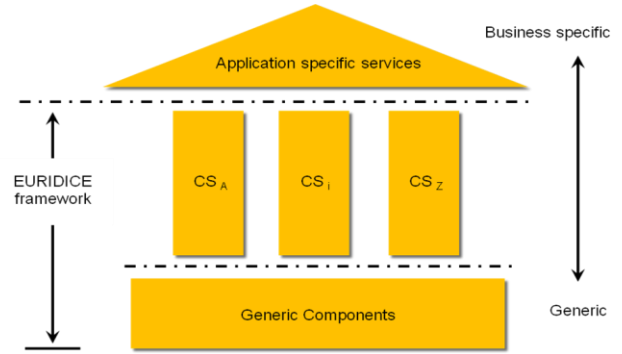 Business specific
Application specific services
EURIDICE
framework
CS A
CS i
CS Z
Generic
Generic Components